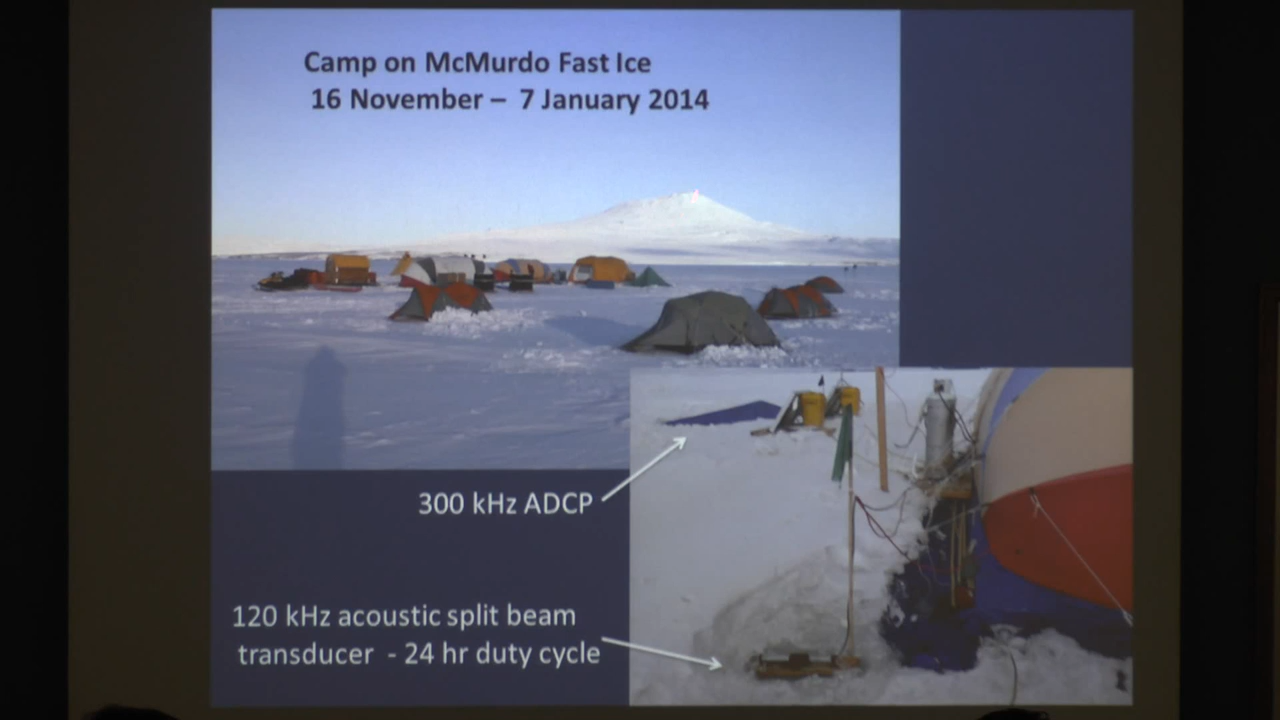 Camp on McMurdo Fast Ice
16 November – 7 January 2014
300 kHz ADCP
120 kHz acoustic split beam
transducer - 24 hr duty cycle